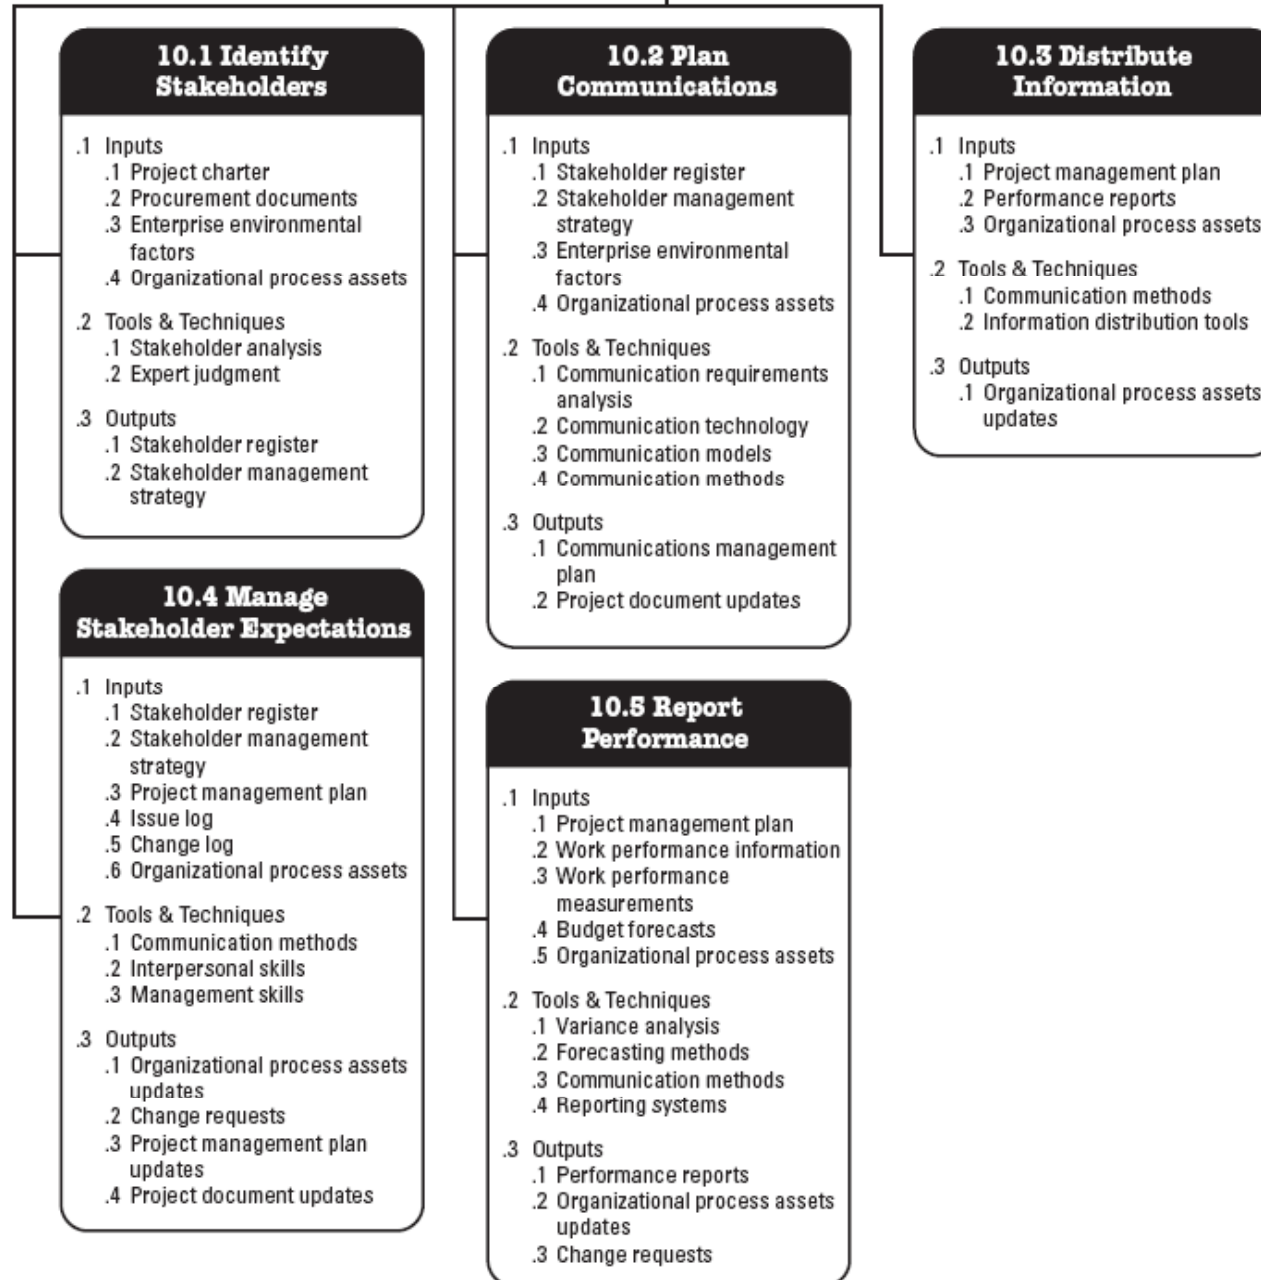 10.1 Identify
Stakeholders
.1 Inputs
.1 Project charter
.2 Procurement documents
.3 Enterprise environmental
factors
.4 Organizational process assets
.2 Tools & Techniques
.1 Stakeholder analysis
.2 Expert judgment
.3 Outputs
.1 Stakeholder register
.2 Stakeholder management
strategy
10.2 Plan
Communications
.1 Inputs
.1 Stakeholder register
.2 Stakeholder management
strategy
.3 Enterprise environmental
factors
.4 Organizational process assets
.2 Tools & Techniques
.1 Communication requirements
analysis
.2 Communication technology
.3 Communication models
.4 Communication methods
.3 Outputs
.1 Communications management
plan
.2 Project document updates
10.3 Distribute
Information
.1 Inputs
.1 Project management plan
.2 Performance reports
.3 Organizational process assets
.2 Tools & Techniques
.1 Communication methods
.2 Information distribution tools
.3 Outputs
.1 Organizational process assets
updates
10.4 Manage
Stakeholder Expectations
.1 Inputs
.1 Stakeholder register
.2 Stakeholder management
strategy
.3 Project management plan
.4 Issue log
.5 Change log
.6 Organizational process assets
.2 Tools & Techniques
.1 Communication methods
.2 Interpersonal skills
.3 Management skills
.3 Outputs
.1 Organizational process assets
updates
.2 Change requests
.3 Project management plan
updates
.4 Project document updates
10.5 Report
Performance
.1 Inputs
.1 Project management plan
.2 Work performance information
.3 Work performance
measurements
.4 Budget forecasts
.5 Organizational process assets
.2 Tools & Techniques
.1 Variance analysis
.2 Forecasting methods
.3 Communication methods
.4 Reporting systems
.3 Outputs
.1 Performance reports
.2 Organizational process assets
updates
.3 Change requests